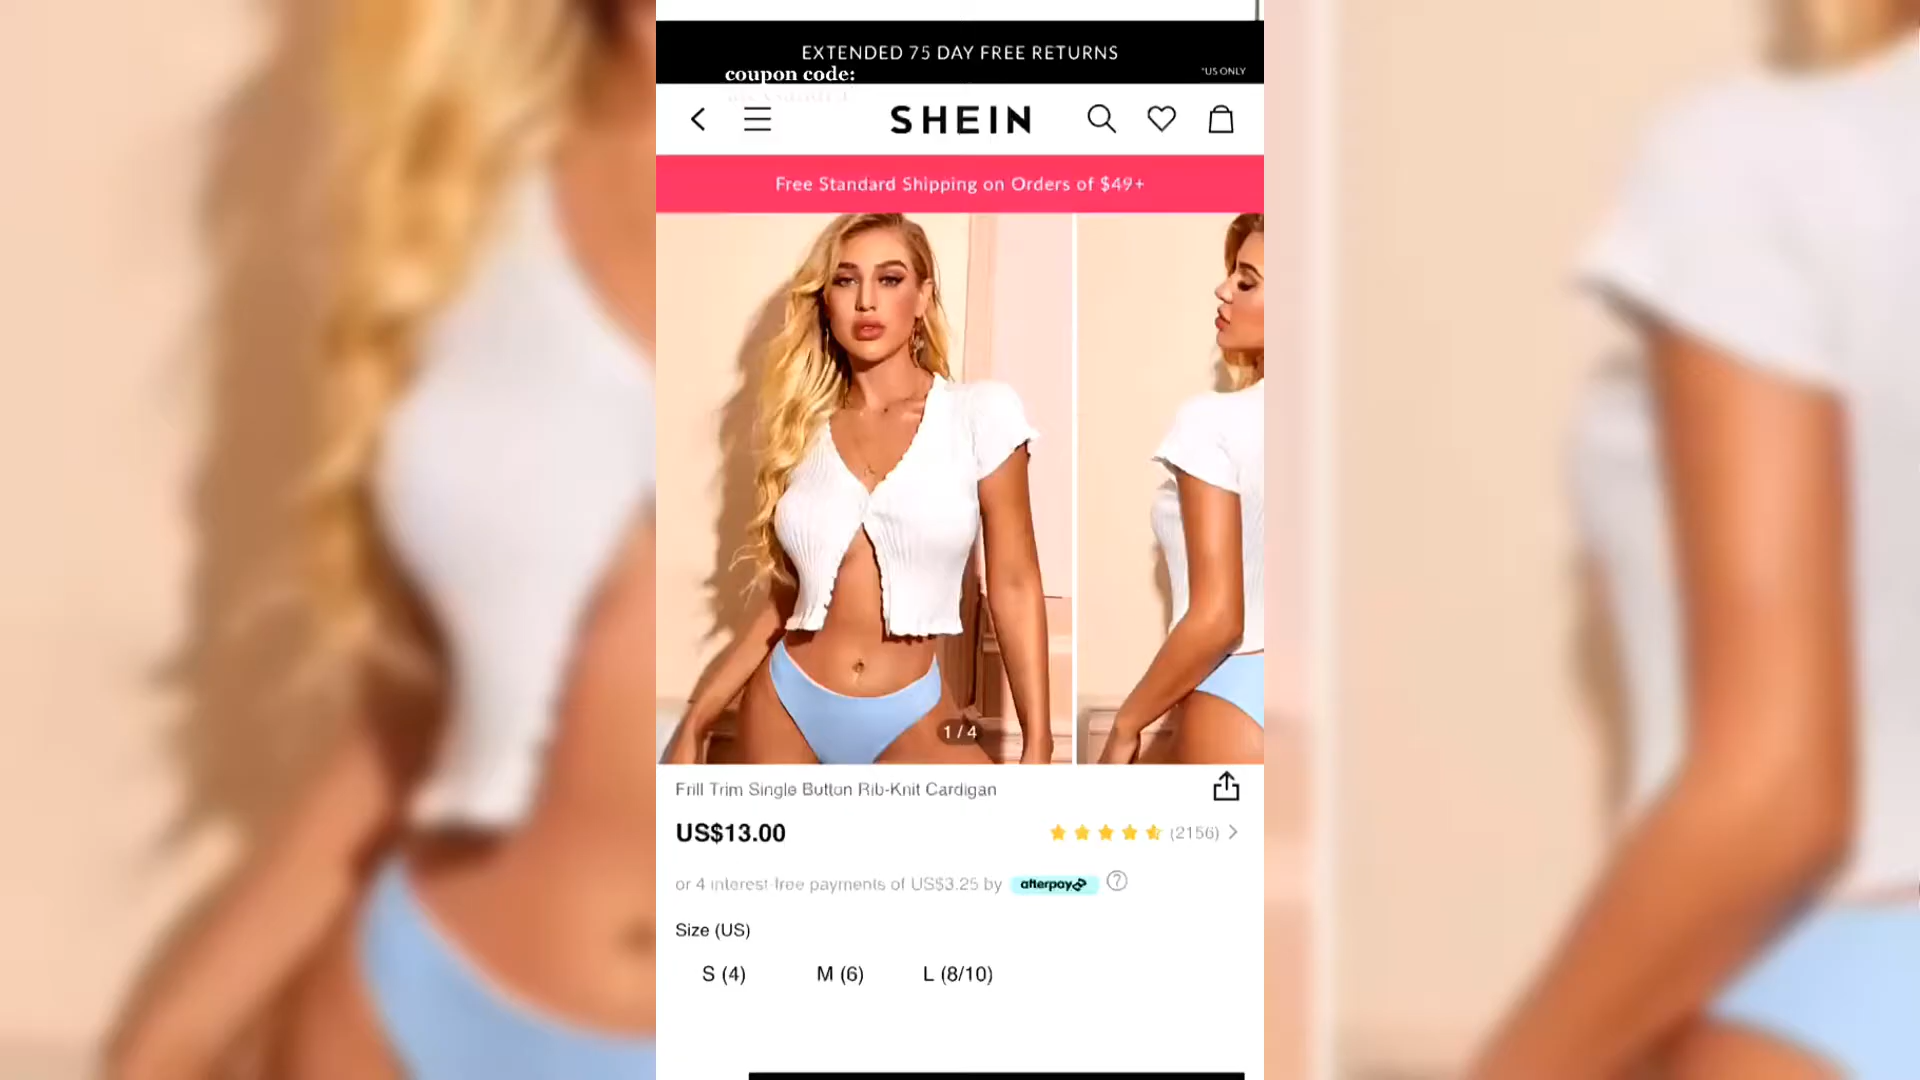 EXTENDED 75 DAY FREE RETURNS
*US ONLY
coupon code:
SHEIN
Free Standard Shipping on Orders of $49+
1/4
Frill Trim Single Button Rib-Knit Cardigan
US$13.00
(2156)
or 4 interest-free payments of US$3.25 by afterpay
Size (US)
S (4)
M (6)
L (8/10)